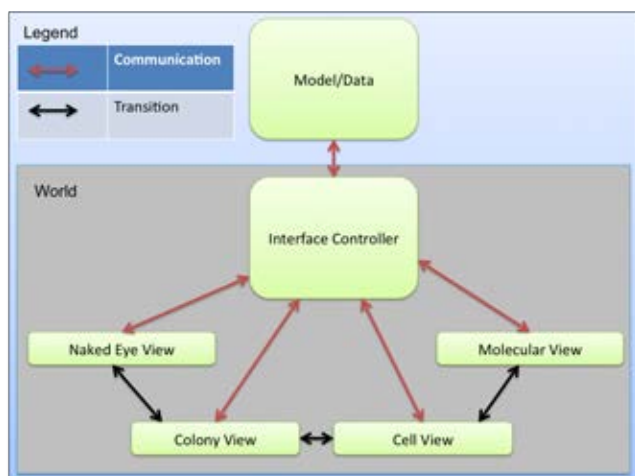 Legend
Communication
Transition
Model/Data
World
Interface Controller
Naked Eye View
Molecular View
Colony View
Cell View